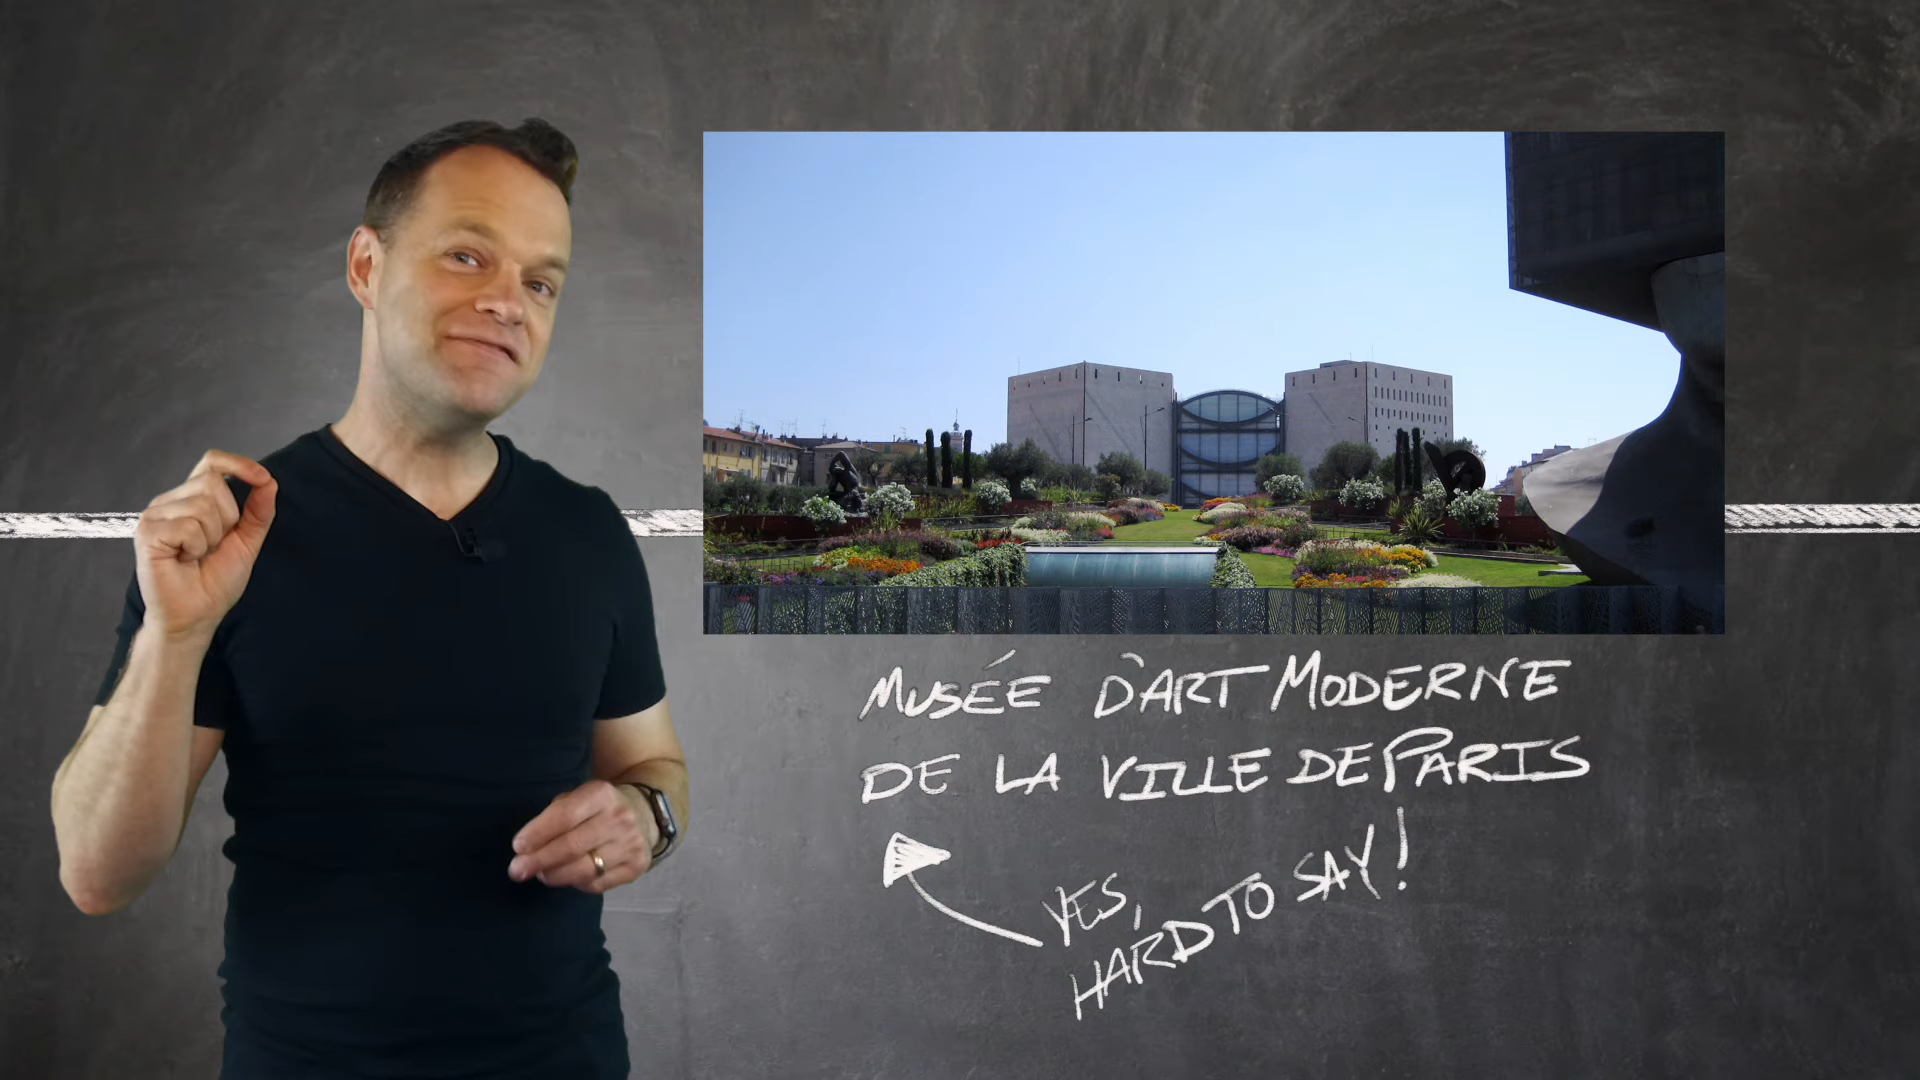 MUSÉE D'ART MODERNE
DE LA VILLE DE PARIS
YES,
HARD TO SAY!